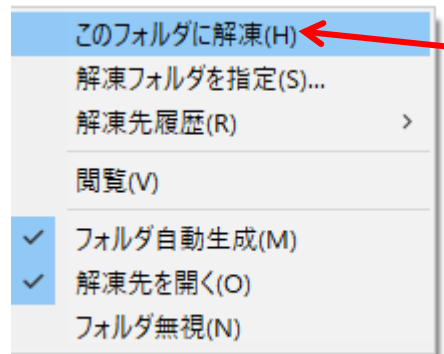 このフォルダに解凍(H)
解凍フォルダを指定(S)...
解凍先履歴(R)
閲覧(V)
フォルダ自動生成(M)
解凍先を開く(O)
フォルダ無視(N)